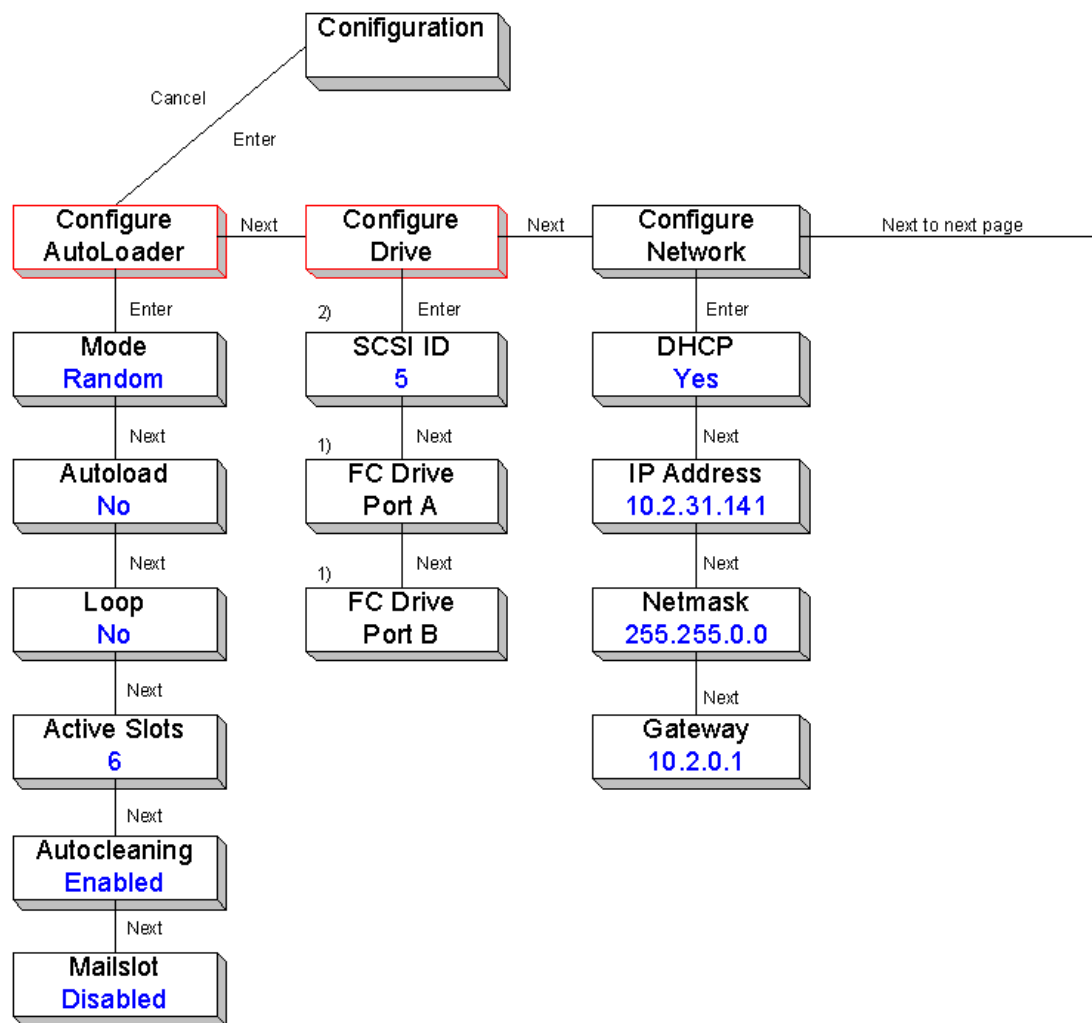 Conifiguration
Cancel
Enter
Configure
AutoLoader
Next
Configure
Drive
Next
Configure
Network
Next to next page
Enter
2)
Enter
Enter
Mode
Random
SCSI ID
5
DHCP
Yes
Next
1)
Next
Next
Autoload
No
FC Drive
Port A
IP Address
10.2.31.141
Next
1)
Next
Next
Loop
No
FC Drive
Port B
Netmask
255.255.0.0
Next
Next
Active Slots
6
Gateway
10.2.0.1
Next
Autocleaning
Enabled
Next
Mailslot
Disabled